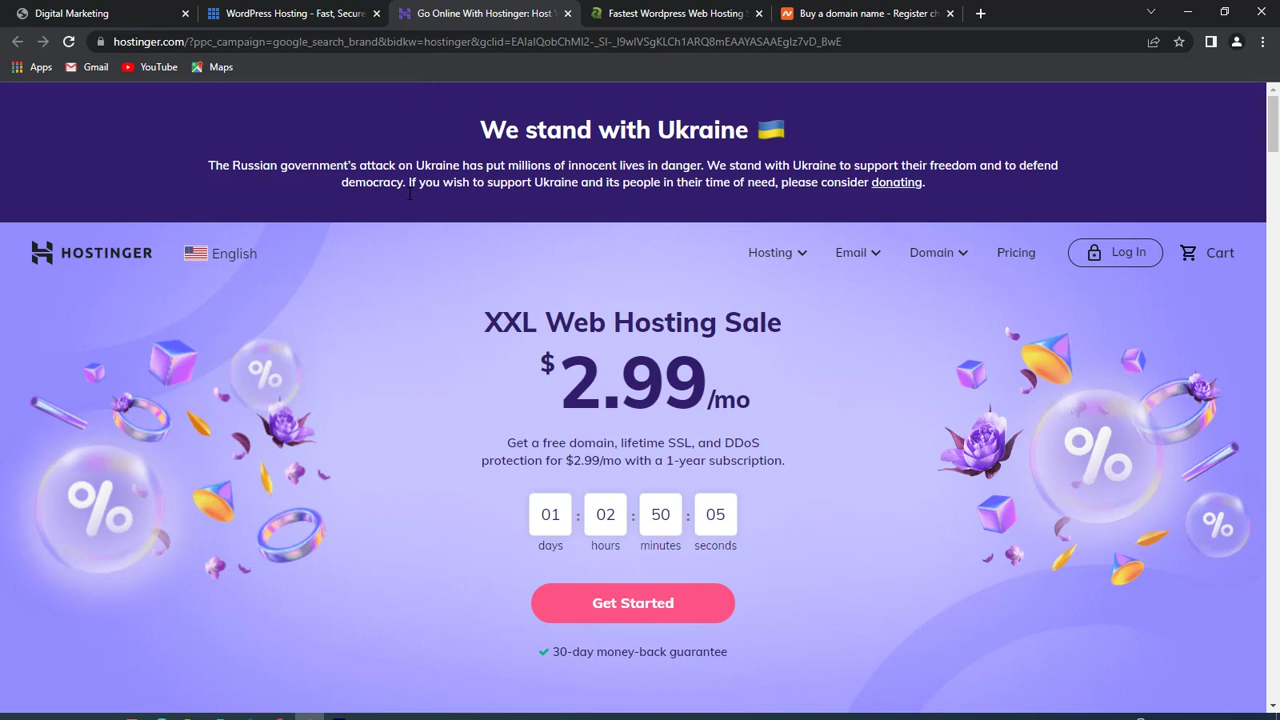 Digital Marketing
WordPress Hosting - Fast, Secure
Go Online With Hostinger: Host
Fastest Wordpress Web Hosting
Buy a domain name - Register ch
hostinger.com/?ppc_campaign=google_search_brand&bidkw=hostinger&gclid=
Apps
Gmail
YouTube
Maps
We stand with Ukraine
The Russian government's attack on Ukraine has put millions of innocent lives in danger. We stand with Ukraine to support their freedom and to defend
democracy. If you wish to support Ukraine and its people in their time of need, please consider donating.
HOSTINGER
English
Hosting
Email
Domain
Pricing
Log In
Cart
XXL Web Hosting Sale
$2.99/mo
Get a free domain, lifetime SSL, and DDoS
protection for $2.99/mo with a 1-year subscription.
01 : 02 : 50 : 05
days hours minutes seconds
Get Started
30-day money-back guarantee
%
%
%
%